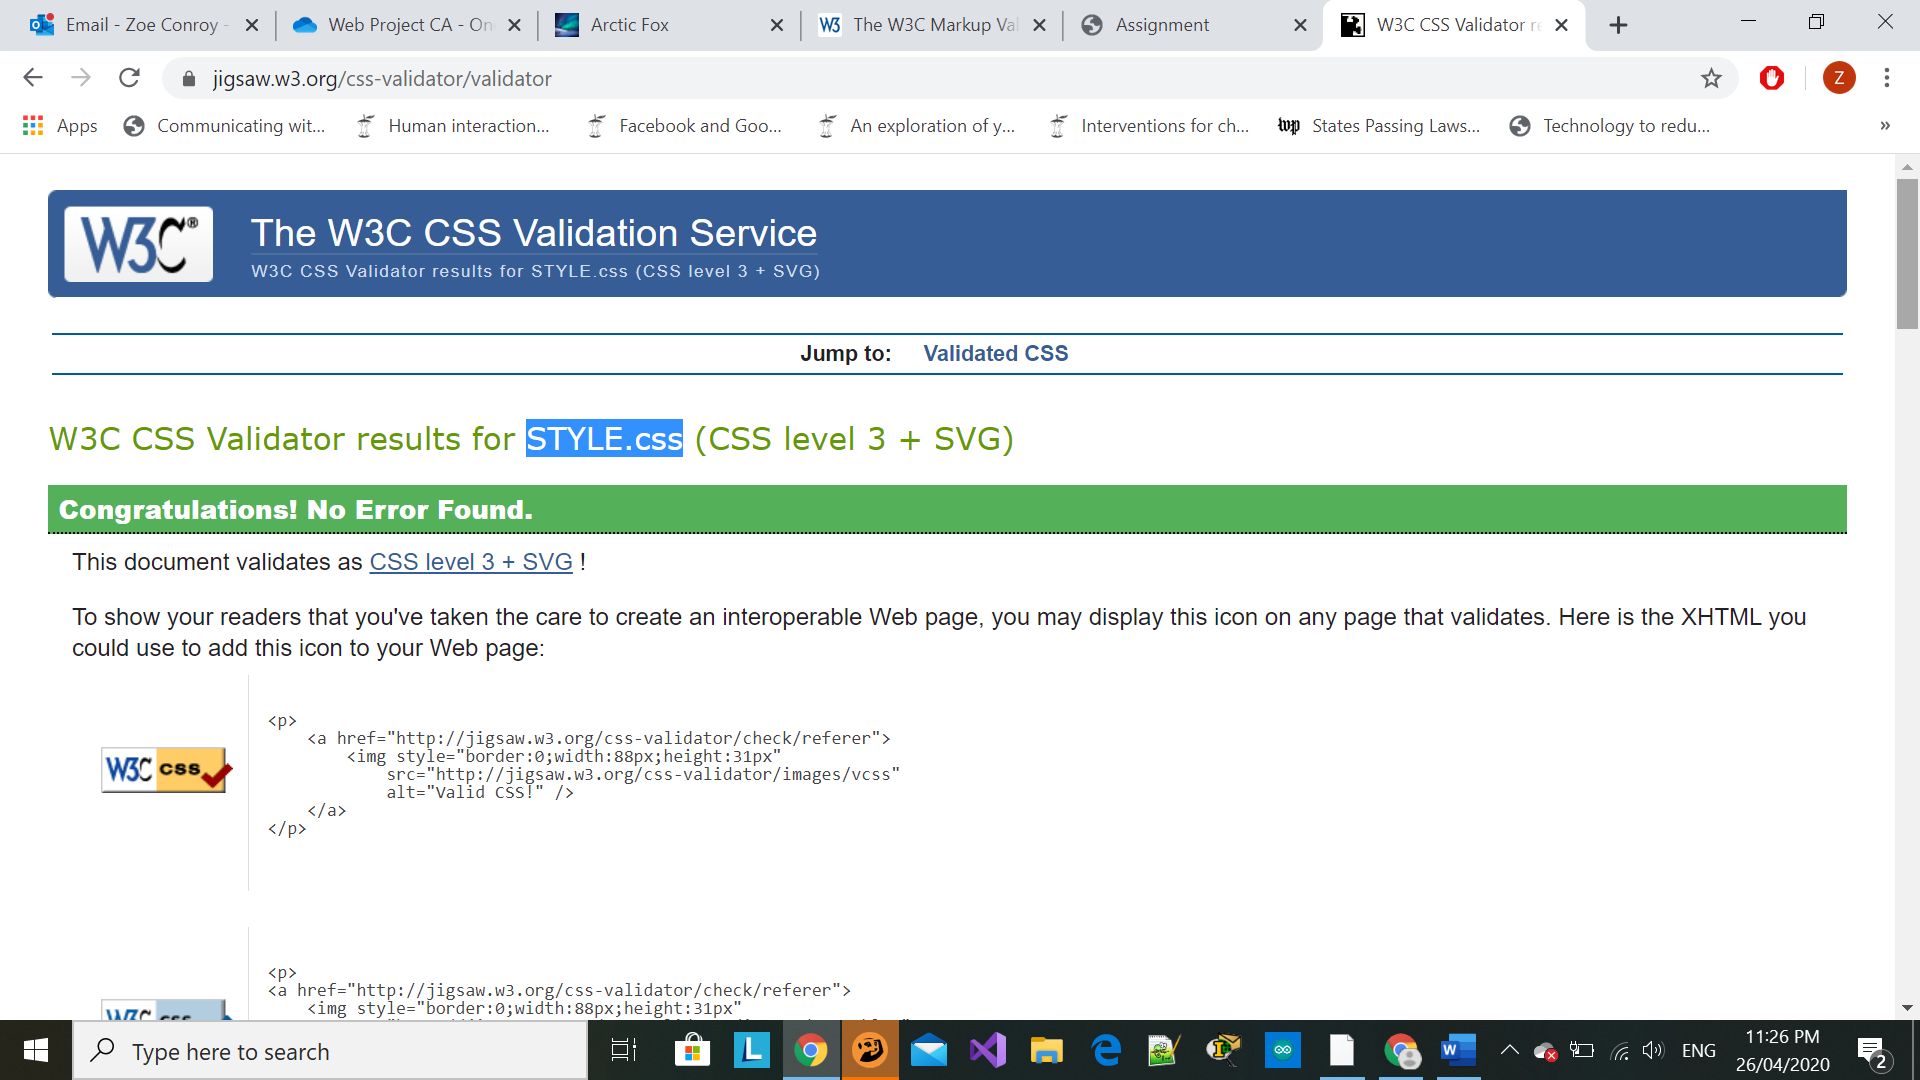 Email - Zoe Conroy -
Web Project CA - On
Arctic Fox
W3 The W3C Markup Val
Assignment
W3C CSS Validator re
jigsaw.w3.org/css-validator/validator
Z
Apps
Communicating wit...
Human interaction...
Facebook and Goo...
An exploration of y...
Interventions for ch...
wp States Passing Laws...
Technology to redu...
»
W3C®
The W3C CSS Validation Service
W3C CSS Validator results for STYLE.css (CSS level 3 + SVG)
Jump to: Validated CSS
W3C CSS Validator results for STYLE.css (CSS level 3 + SVG)
Congratulations! No Error Found.
This document validates as CSS level 3 + SVG !
To show your readers that you've taken the care to create an interoperable Web page, you may display this icon on any page that validates. Here is the XHTML you
could use to add this icon to your Web page:
W3C css
<p>
<a href="http://jigsaw.w3.org/css-validator/check/referer">
<img style="border:0;width:88px;height:31px"
src="http://jigsaw.w3.org/css-validator/images/vcss"
alt="Valid CSS!" />
</a>
</p>
W3C css
<p>
<a href="http://jigsaw.w3.org/css-validator/check/referer">
<img style="border:0;width:88px;height:31px"
Type here to search
L
W
ENG
11:26 PM
26/04/2020
2